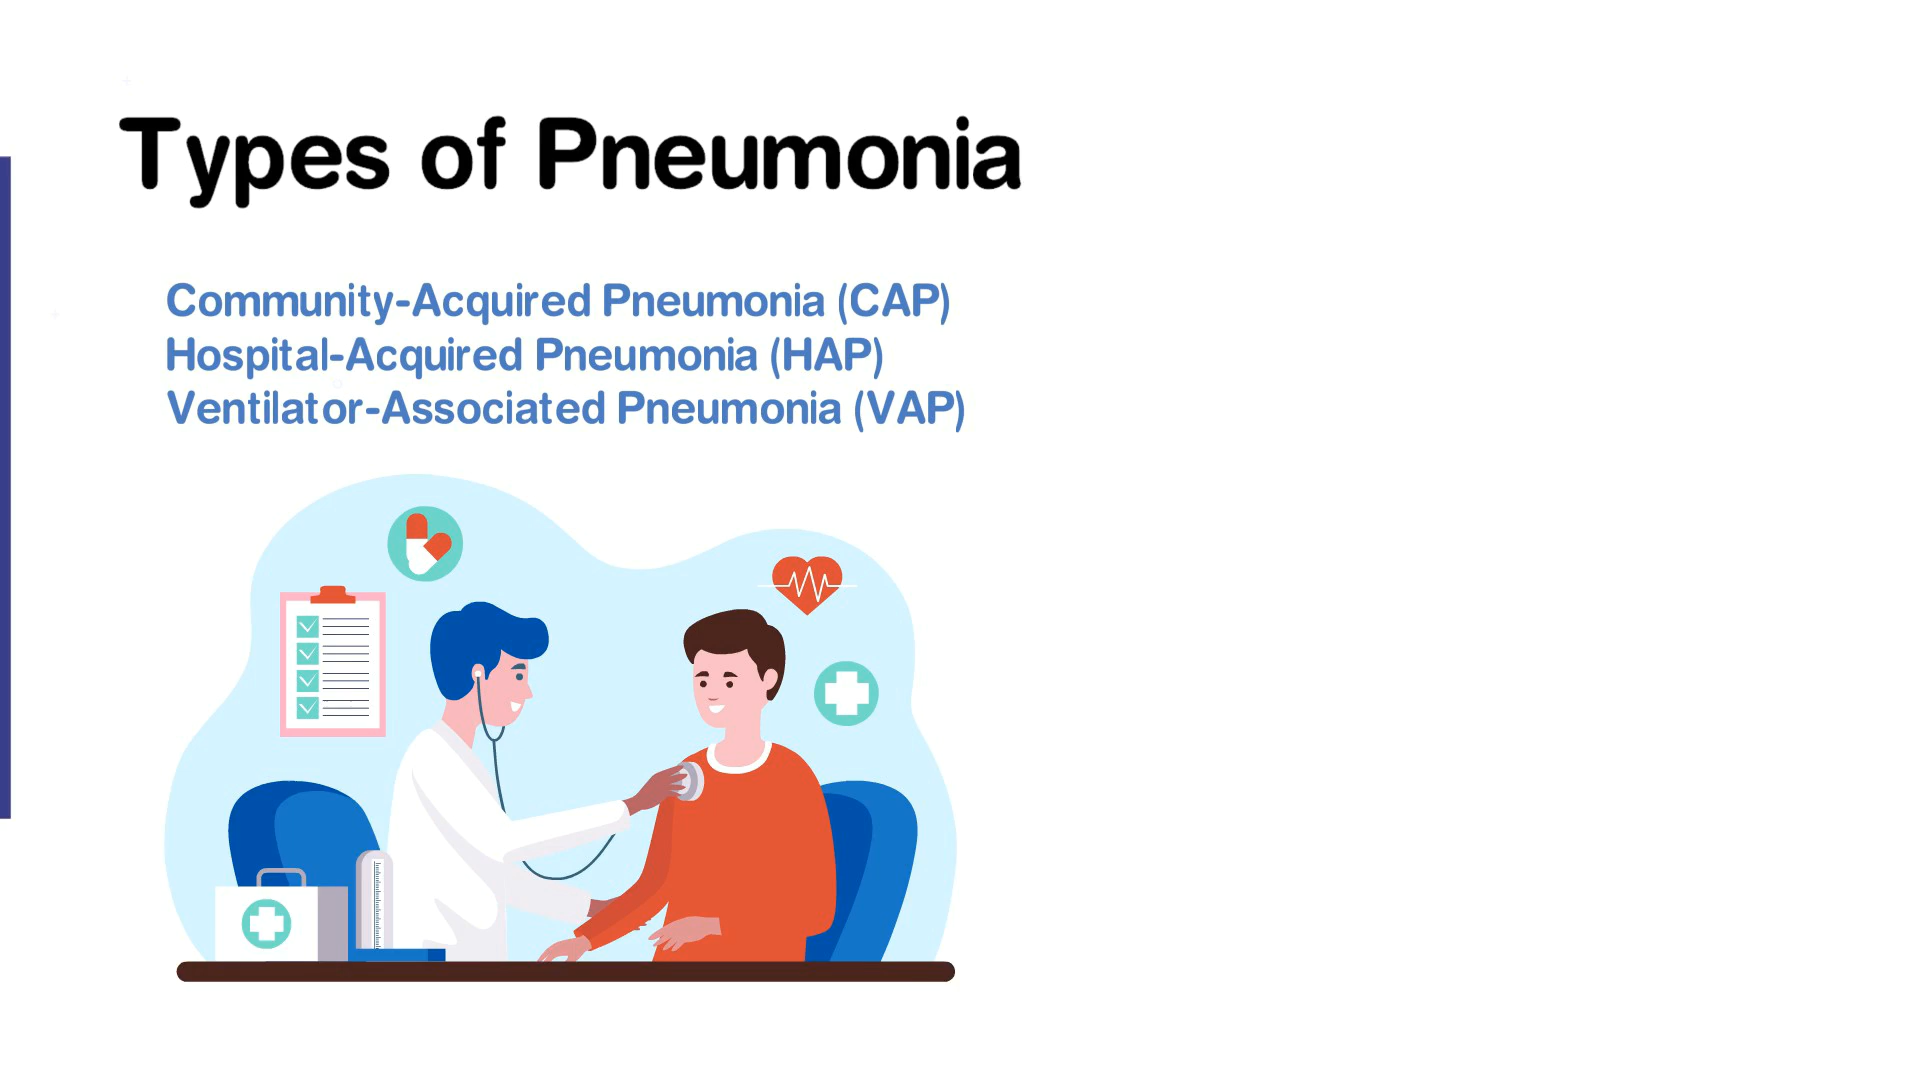 Types of Pneumonia
Community-Acquired Pneumonia (CAP)
Hospital-Acquired Pneumonia (HAP)
Ventilator-Associated Pneumonia (VAP)